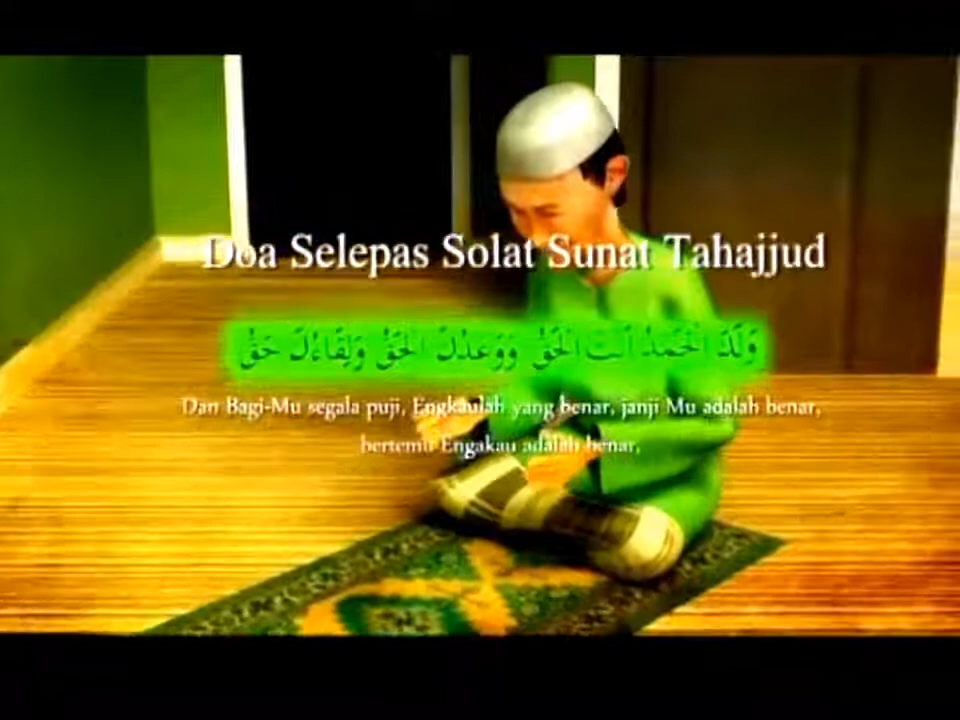 Doa Selepas Solat Sunat Tahajjud
وَلَكَ الْحَمْدُ أَنْتَ الْحَقُّ وَوَعْدُكَ الْحَقُّ وَلِقَاءُكَ حَقٌّ
Dan Bagi-Mu segala puji, Engkaulah yang benar, janji Mu adalah benar,
bertemu Engakau adalah benar,